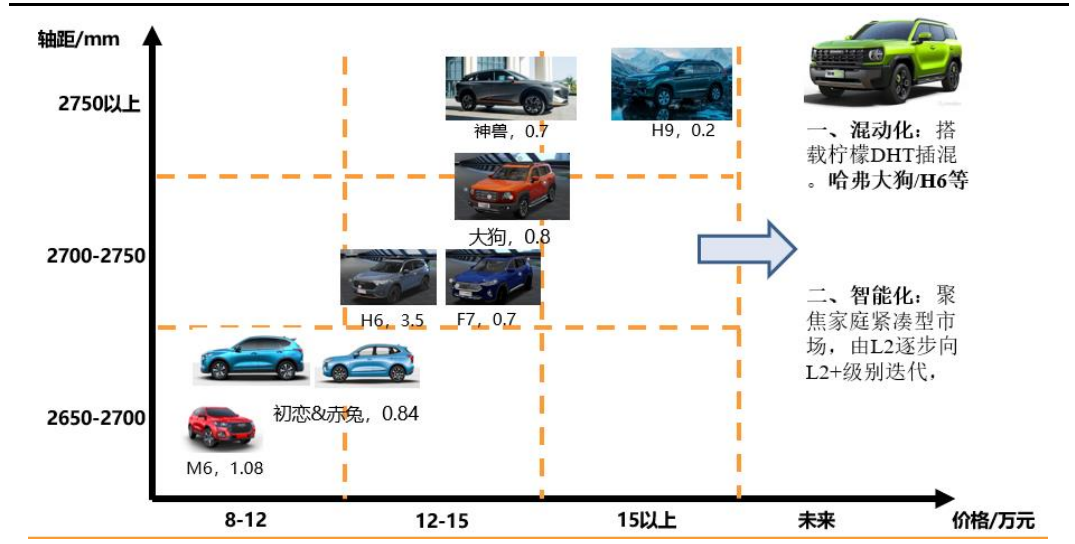 轴距/mm
2750以上
神兽，0.7
H9，0.2
一、混动化：搭
载柠檬DHT插混
。哈弗大狗/H6等
大狗，0.8
2700-2750
H6，3.5
F7，0.7
二、智能化：聚
焦家庭紧凑型市
场，由L2逐步向
L2+级别迭代，
初恋&赤兔，0.84
2650-2700
M6，1.08
8-12
12-15
15以上
未来
价格/万元